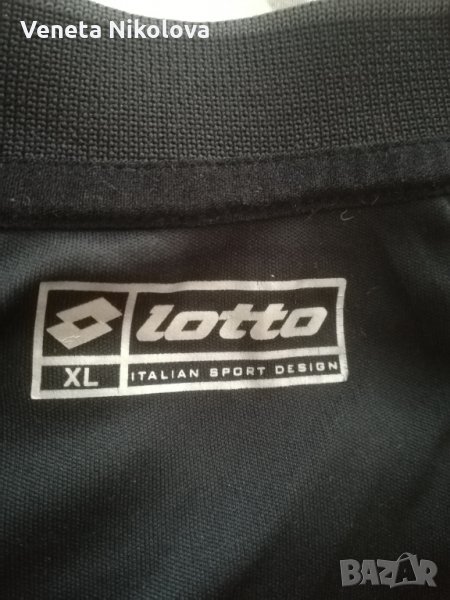 Veneta Nikolova
lotto
XL
ITALIAN SPORT DESIGN
BAZAR